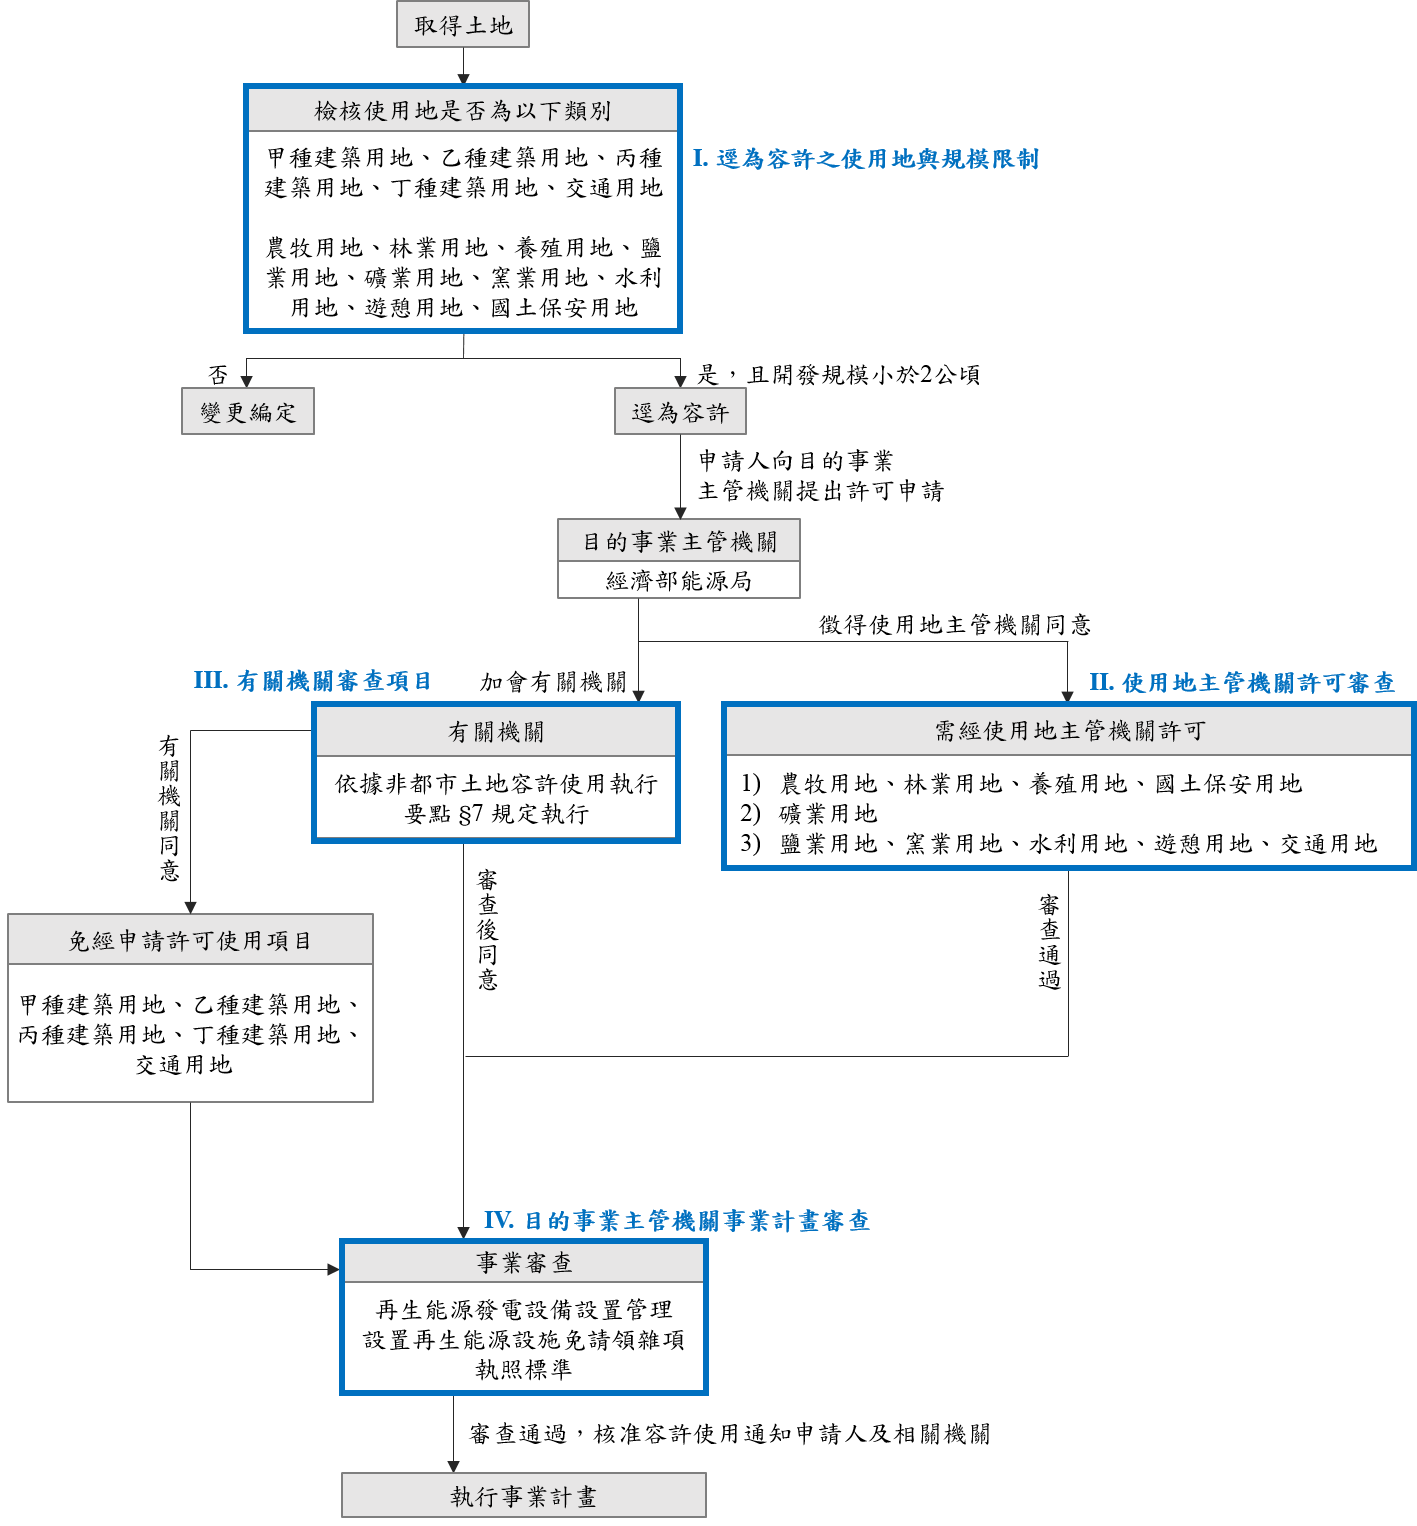 取得土地
檢核使用地是否為以下類別
甲種建築用地、乙種建築用地、丙種
建築用地、丁種建築用地、交通用地
農牧用地、林業用地、養殖用地、鹽
業用地、礦業用地、窯業用地、水利
用地、遊憩用地、國土保安用地
I. 逕為容許之使用地與規模限制
否
是，且開發規模小於2公頃
變更編定
逕為容許
申請人向目的事業
主管機關提出許可申請
目的事業主管機關
經濟部能源局
徵得使用地主管機關同意
III. 有關機關審查項目
加會有關機關
II. 使用地主管機關許可審查
有關機關
依據非都市土地容許使用執行
要點 §7 規定執行
需經使用地主管機關許可
1) 農牧用地、林業用地、養殖用地、國土保安用地
2) 礦業用地
3) 鹽業用地、窯業用地、水利用地、遊憩用地、交通用地
有關機關同意
審查後同意
審查通過
免經申請許可使用項目
甲種建築用地、乙種建築用地、
丙種建築用地、丁種建築用地、
交通用地
IV. 目的事業主管機關事業計畫審查
事業審查
再生能源發電設備設置管理
設置再生能源設施免請領雜項
執照標準
審查通過，核准容許使用通知申請人及相關機關
執行事業計畫